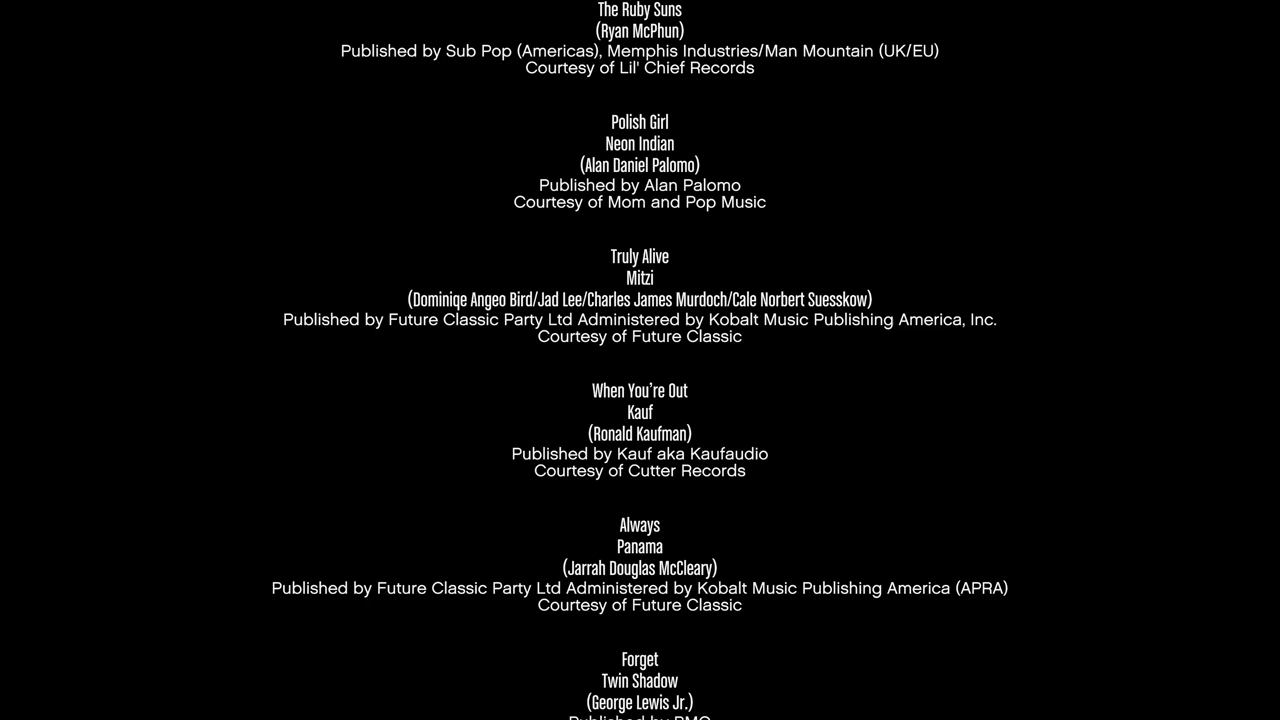 The Ruby Suns
(Ryan McPhun)
Published by Sub Pop (Americas), Memphis Industries/Man Mountain (UK/EU)
Courtesy of Lil' Chief Records
Polish Girl
Neon Indian
(Alan Daniel Palomo)
Published by Alan Palomo
Courtesy of Mom and Pop Music
Truly Alive
Mitzi
(Dominiqe Angeo Bird/Jad Lee/Charles James Murdoch/Cale Norbert Suesskow)
Published by Future Classic Party Ltd Administered by Kobalt Music Publishing America, Inc.
Courtesy of Future Classic
When You’re Out
Kauf
(Ronald Kaufman)
Published by Kauf aka Kaufaudio
Courtesy of Cutter Records
Always
Panama
(Jarrah Douglas McCleary)
Published by Future Classic Party Ltd Administered by Kobalt Music Publishing America (APRA)
Courtesy of Future Classic
Forget
Twin Shadow
(George Lewis Jr.)
Published by